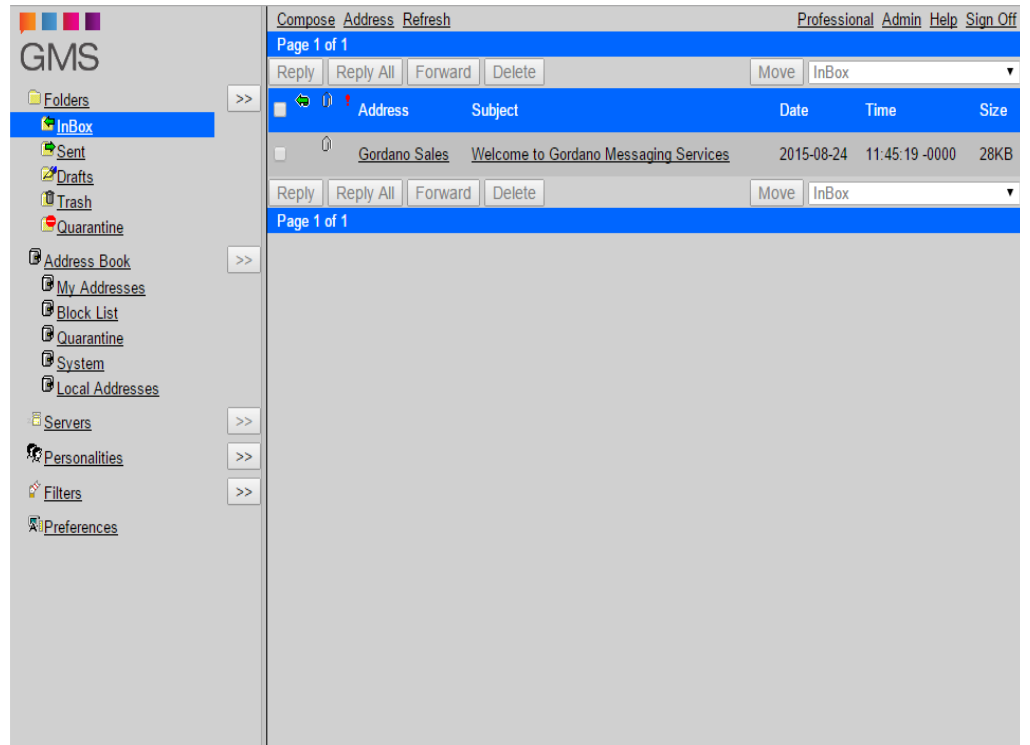 GMS
Folders >>
InBox
Sent
Drafts
Trash
Quarantine
Address Book >>
My Addresses
Block List
Quarantine
System
Local Addresses
Servers >>
Personalities >>
Filters >>
Preferences
Compose Address Refresh Professional Admin Help Sign Off
Page 1 of 1
Reply Reply All Forward Delete Move InBox
! Address Subject Date Time Size
Gordano Sales Welcome to Gordano Messaging Services 2015-08-24 11:45:19 -0000 28KB
Reply Reply All Forward Delete Move InBox
Page 1 of 1